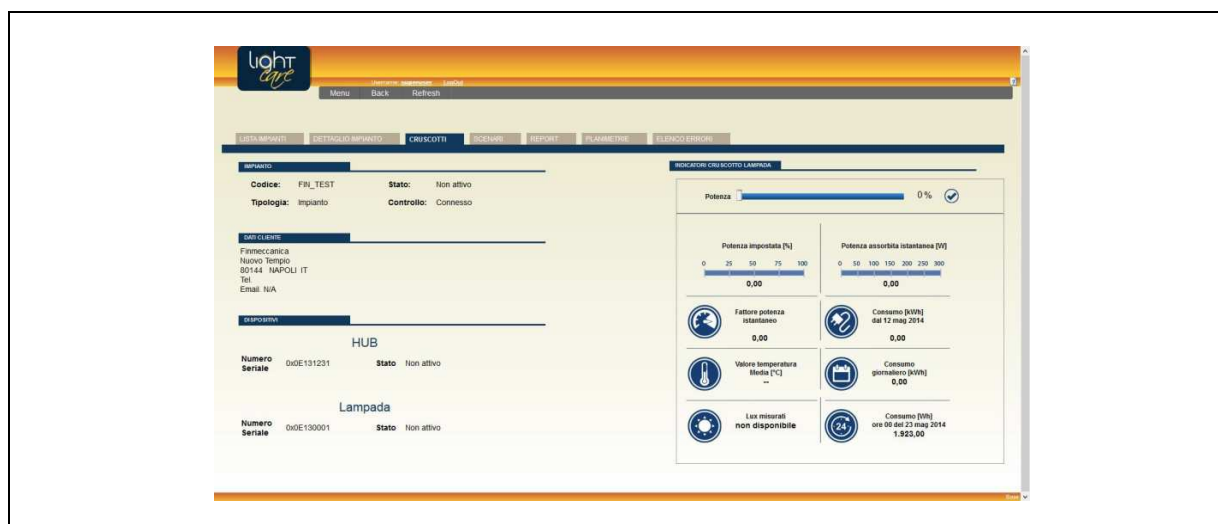 light
care
Username LogOut
Menu Back Refresh
LISTA IMPIANTI DETTAGLIO IMPIANTO CRUSCOTTI SCENARI REPORT PLANIMETRIE ELENCO ERRORI
IMPIANTO
Codice: FIN_TEST Stato: Non attivo
Tipologia: Impianto Controllo: Connesso
DATI CLIENTE
Finmeccanica
Nuovo Tempio
80144 NAPOLI IT
Tel.
Email N/A
DISPOSITIVI
HUB
Numero
Seriale 0x0E131231 Stato Non attivo
Lampada
Numero
Seriale 0x0E130001 Stato Non attivo
INDICATORI CRUSCOTTO LAMPADA
Potenza 0 %
Potenza impostata [%]
0 25 50 75 100
0,00
Potenza assorbita istantanea [W]
0 50 100 150 200 250 300
0,00
Fattore potenza
istantaneo
0,00
Consumo [kWh]
dal 12 mag 2014
0,00
Valore temperatura
Media [°C]
--
Consumo
giornaliero [kWh]
0,00
Lux misurati
non disponibile
24
Consumo [Wh]
ore 00 del 23 mag 2014
1.923,00